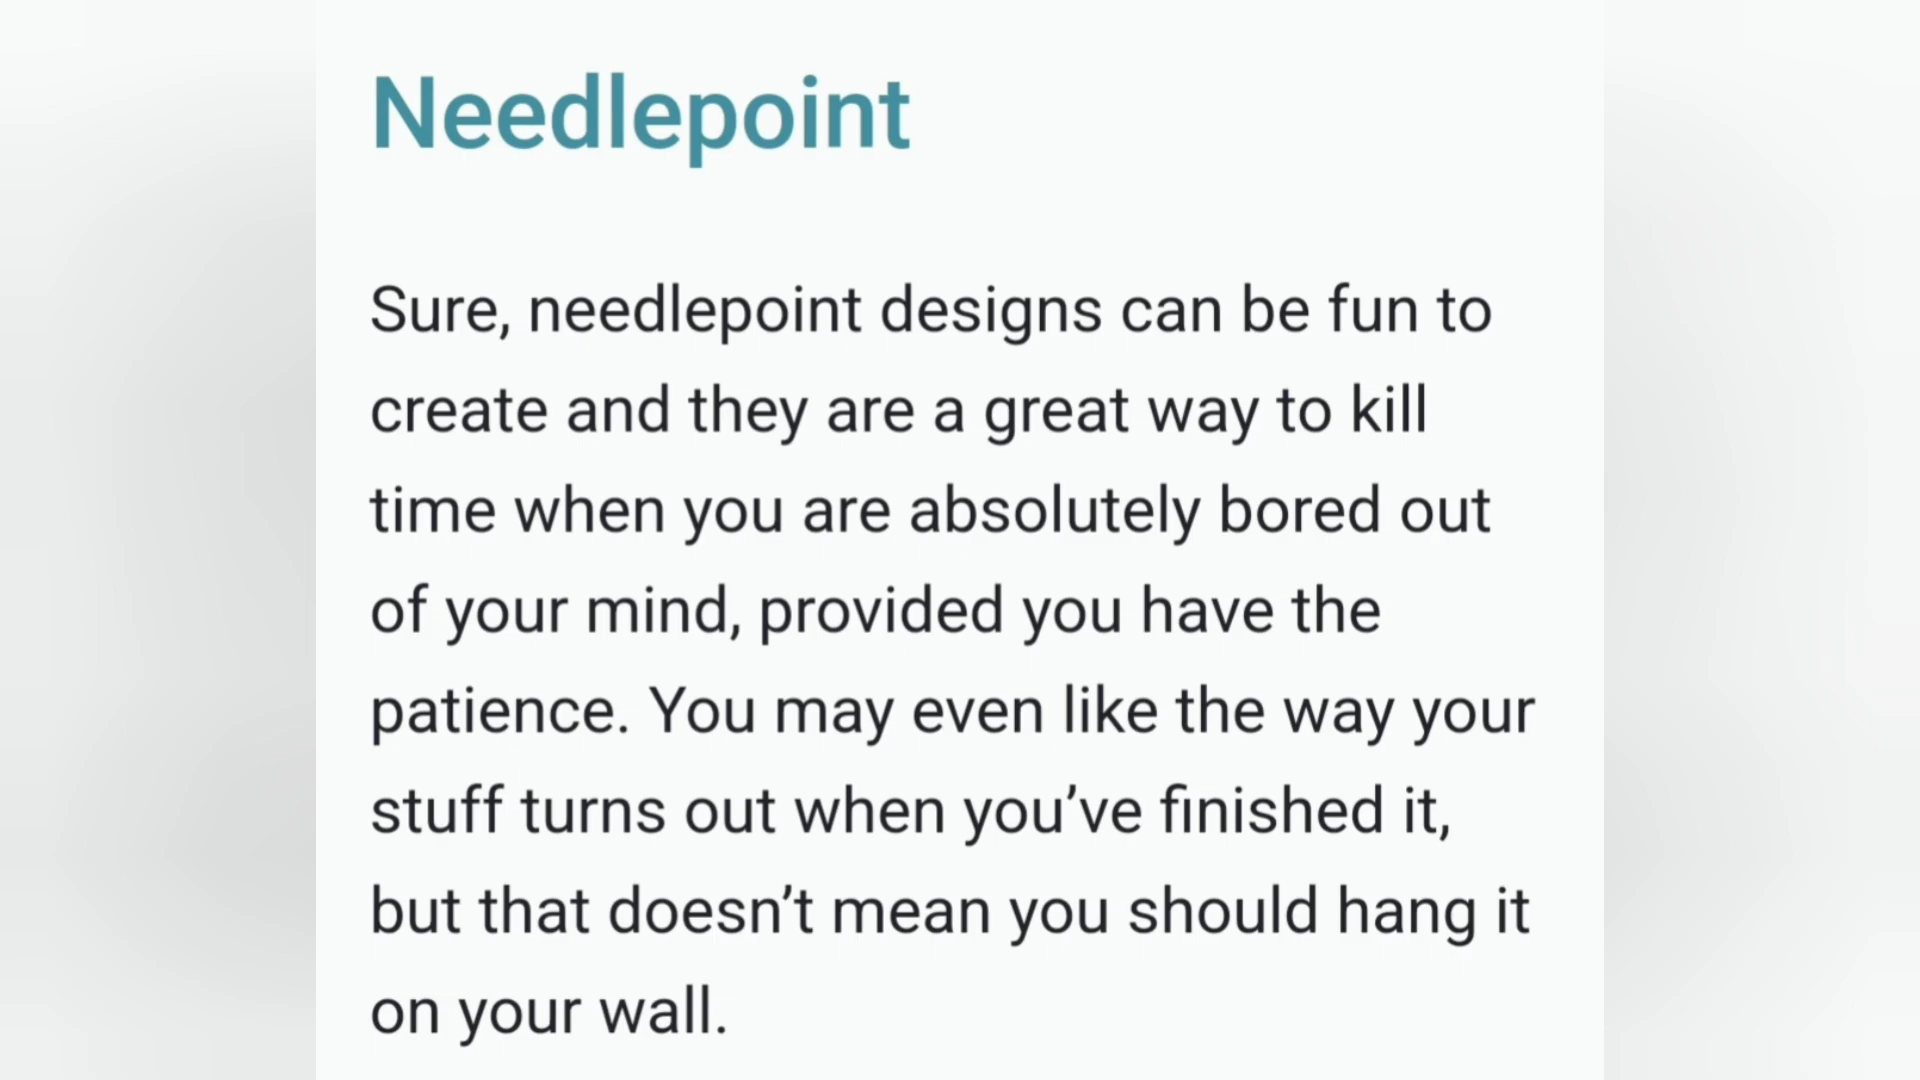 Needlepoint
Sure, needlepoint designs can be fun to
create and they are a great way to kill
time when you are absolutely bored out
of your mind, provided you have the
patience. You may even like the way your
stuff turns out when you’ve finished it,
but that doesn’t mean you should hang it
on your wall.